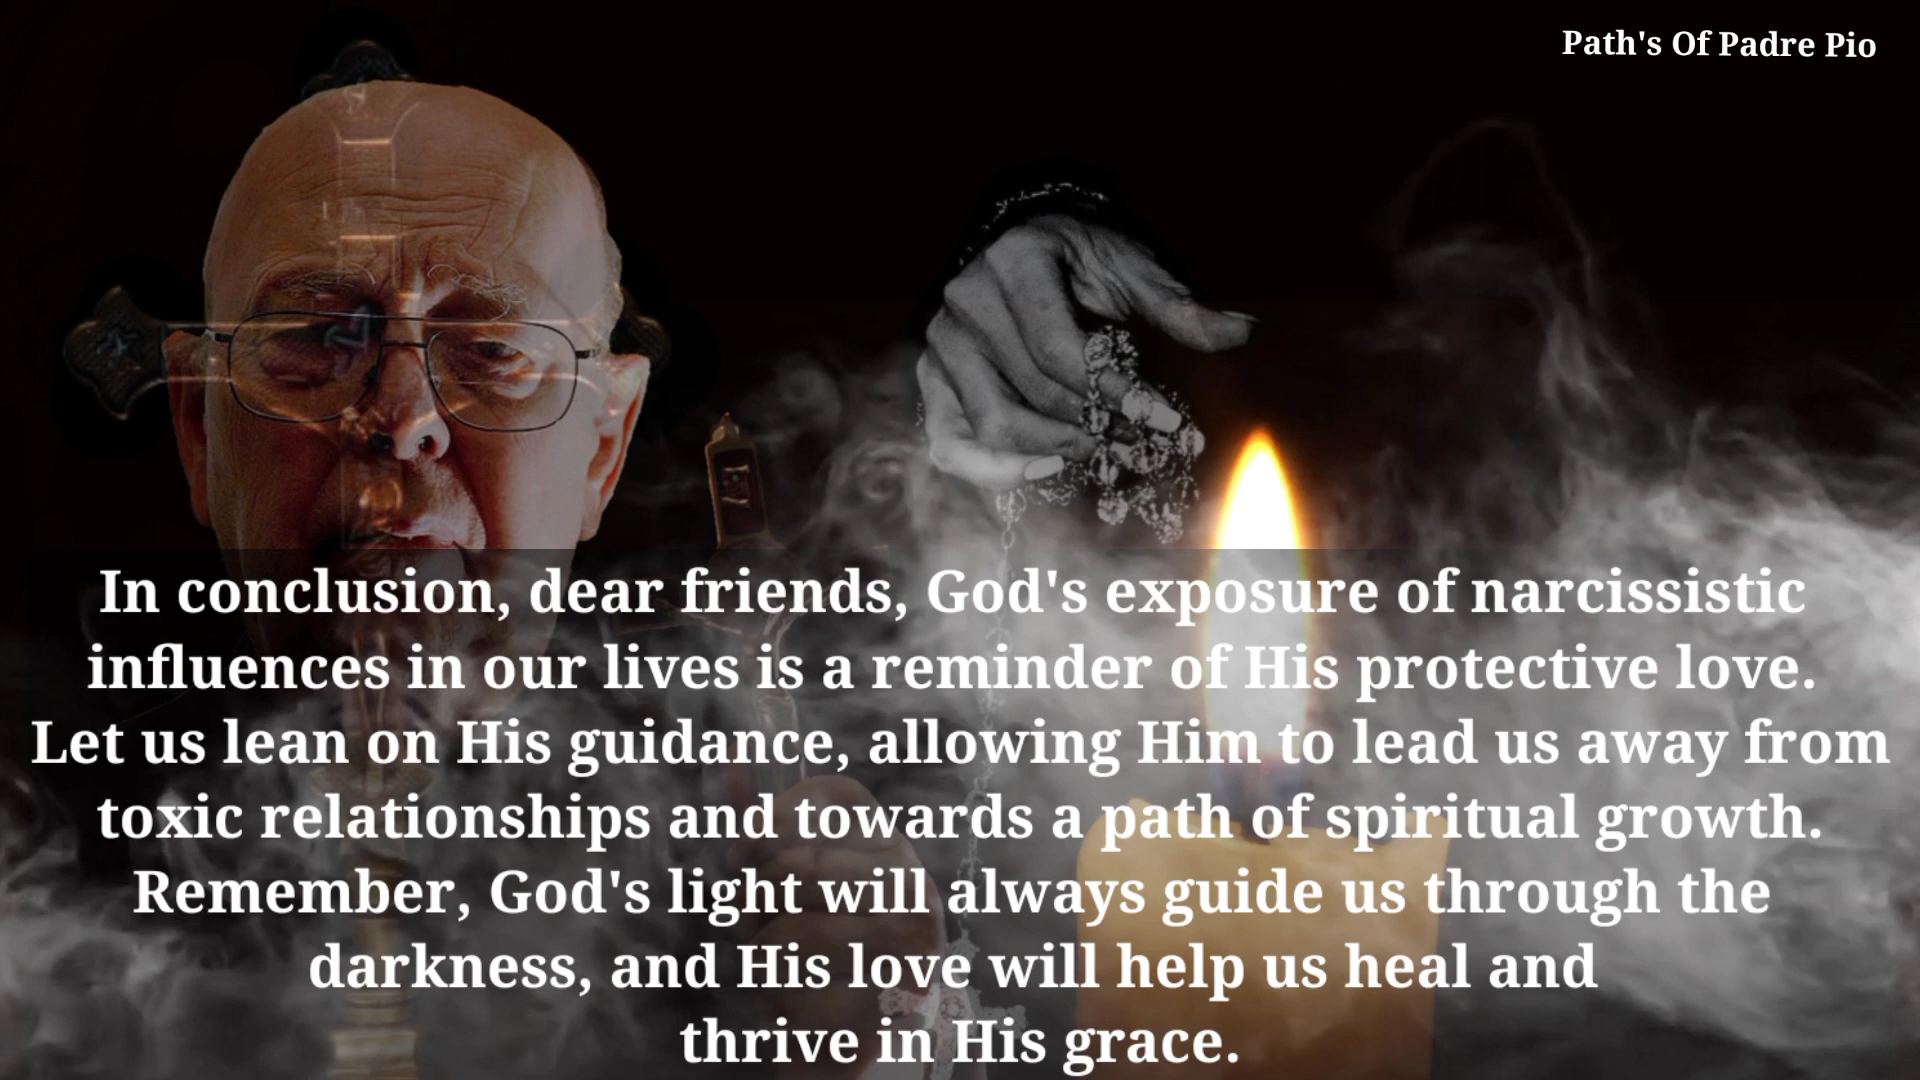 Path's Of Padre Pio
In conclusion, dear friends, God's exposure of narcissistic
influences in our lives is a reminder of His protective love.
Let us lean on His guidance, allowing Him to lead us away from
toxic relationships and towards a path of spiritual growth.
Remember, God's light will always guide us through the
darkness, and His love will help us heal and
thrive in His grace.